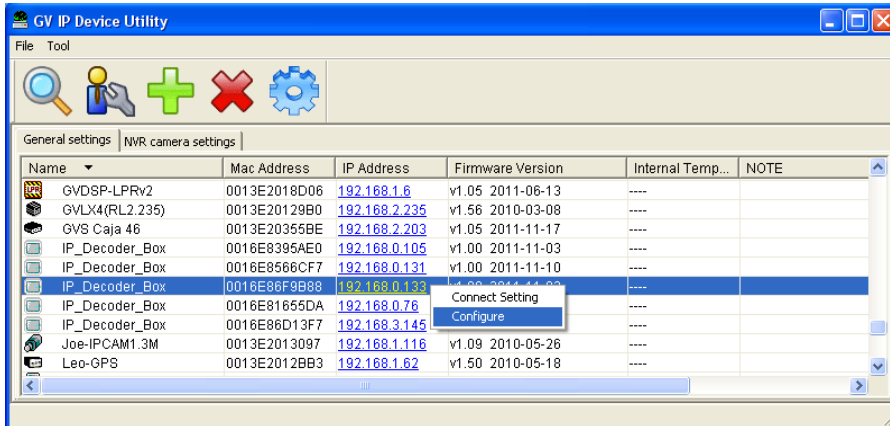 GV IP Device Utility
File Tool
General settings NVR camera settings
Name Mac Address IP Address Firmware Version Internal Temp... NOTE
LPR GVDSP-LPRv2 0013E2018D06 192.168.1.6 v1.05 2011-06-13 ----
GVLX4(RL2.235) 0013E20129B0 192.168.2.235 v1.56 2010-03-08 ----
GVS Caja 46 0013E20355BE 192.168.2.203 v1.05 2011-11-17 ----
IP_Decoder_Box 0016E8395AE0 192.168.0.105 v1.00 2011-11-03 ----
IP_Decoder_Box 0016E8566CF7 192.168.0.131 v1.00 2011-11-10 ----
IP_Decoder_Box 0016E86F9B88 192.168.0.133 ----
Connect Setting
IP_Decoder_Box 0016E81655DA 192.168.0.76 ----
Configure
IP_Decoder_Box 0016E86D13F7 192.168.3.145 ----
Joe-IPCAM1.3M 0013E2013097 192.168.1.116 v1.09 2010-05-26 ----
Leo-GPS 0013E2012BB3 192.168.1.62 v1.50 2010-05-18 ----